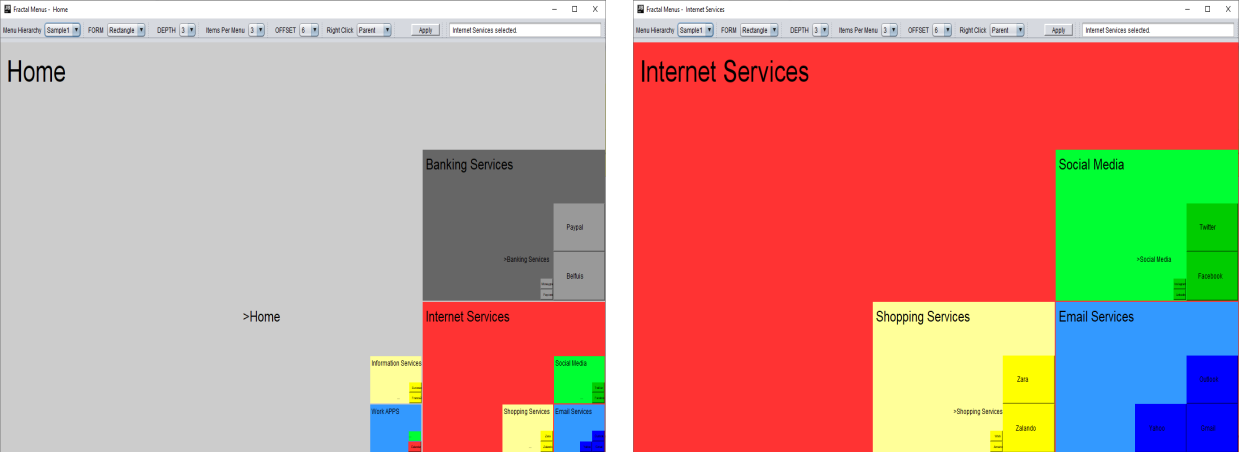 Fractal Menus - Home
Menu Hierarchy Sample1 FORM Rectangle DEPTH 3 Items Per Menu 3 OFFSET 6 Right Click Parent Apply Internet Services selected.
Home
Banking Services
Paypal
>Banking Services
Belfuis
>Home
Internet Services
Information Services
Social Media
Work APPS
Shopping Services
Email Services
Fractal Menus - Internet Services
Menu Hierarchy Sample1 FORM Rectangle DEPTH 3 Items Per Menu 3 OFFSET 6 Right Click Parent Apply Internet Services selected.
Internet Services
Social Media
Twitter
>Social Media
Facebook
Shopping Services
Email Services
Zara
>Shopping Services
Zalando